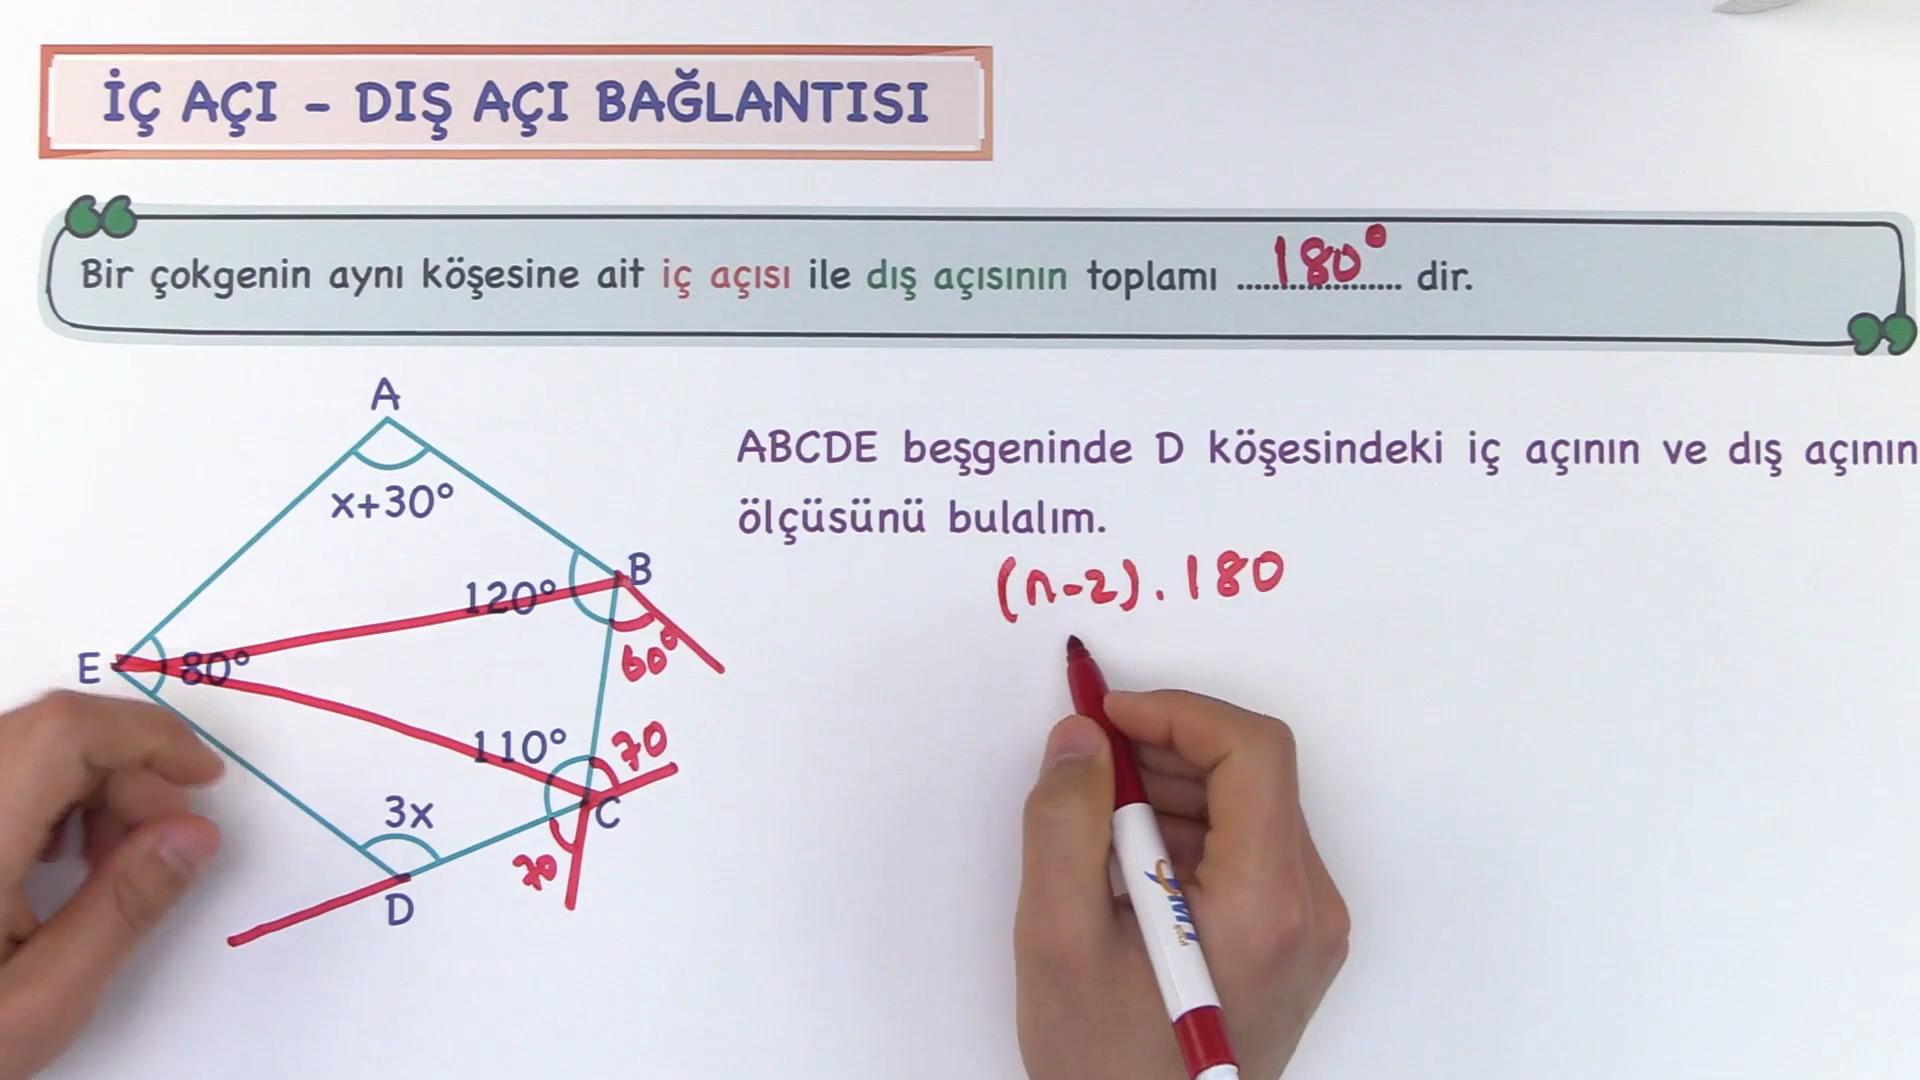 İÇ AÇI - DIŞ AÇI BAĞLANTISI
Bir çokgenin aynı köşesine ait iç açısı ile dış açısının toplamı ....180°.... dir.
A
x+30°
ABCDE beşgeninde D köşesindeki iç açının ve dış açının
ölçüsünü bulalım.
(n-2).180
B
120°
60°
E
80°
110°
70
C
3x
70
D